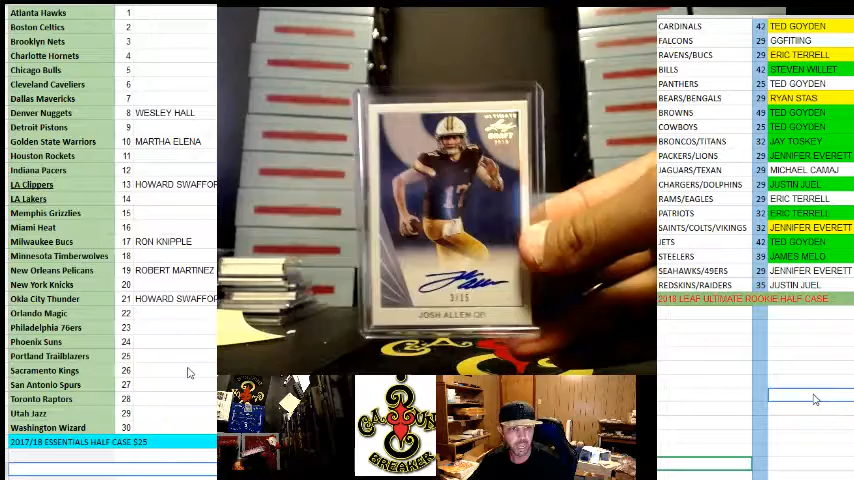 Atlanta Hawks 1
Boston Celtics 2
Brooklyn Nets 3
Charlotte Hornets 4
Chicago Bulls 5
Cleveland Cavaliers 6
Dallas Mavericks 7
Denver Nuggets 8 WESLEY HALL
Detroit Pistons 9
Golden State Warriors 10 MARTHA ELENA
Houston Rockets 11
Indiana Pacers 12
LA Clippers 13 HOWARD SWAFFOR
LA Lakers 14
Memphis Grizzlies 15
Miami Heat 16
Milwaukee Bucs 17 RON KNIPPLE
Minnesota Timberwolves 18
New Orleans Pelicans 19 ROBERT MARTINEZ
New York Knicks 20
Okla City Thunder 21 HOWARD SWAFFOR
Orlando Magic 22
Philadelphia 76ers 23
Phoenix Suns 24
Portland Trailblazers 25
Sacramento Kings 26
San Antonio Spurs 27
Toronto Raptors 28
Utah Jazz 29
Washington Wizard 30
2017/18 ESSENTIALS HALF CASE $25
ULTIMATE
DRAFT
2018
17
3/15
JOSH ALLEN QB
CAJUN
BREAKER
CARDINALS 42 TED GOYDEN
FALCONS 29 GGFITIING
RAVENS/BUCS 29 ERIC TERRELL
BILLS 42 STEVEN WILLET
PANTHERS 25 TED GOYDEN
BEARS/BENGALS 29 RYAN STAS
BROWNS 49 TED GOYDEN
COWBOYS 25 TED GOYDEN
BRONCOS/TITANS 32 JAY TOSKEY
PACKERS/LIONS 29 JENNIFER EVERETT
JAGUARS/TEXAN 29 MICHAEL CAMAJ
CHARGERS/DOLPHINS 29 JUSTIN JUEL
RAMS/EAGLES 29 ERIC TERRELL
PATRIOTS 32 ERIC TERRELL
SAINTS/COLTS/VIKINGS 32 JENNIFER EVERETT
JETS 42 TED GOYDEN
STEELERS 39 JAMES MELO
SEAHAWKS/49ERS 29 JENNIFER EVERETT
REDSKINS/RAIDERS 35 JUSTIN JUEL
2018 LEAF ULTIMATE ROOKIE HALF CASE